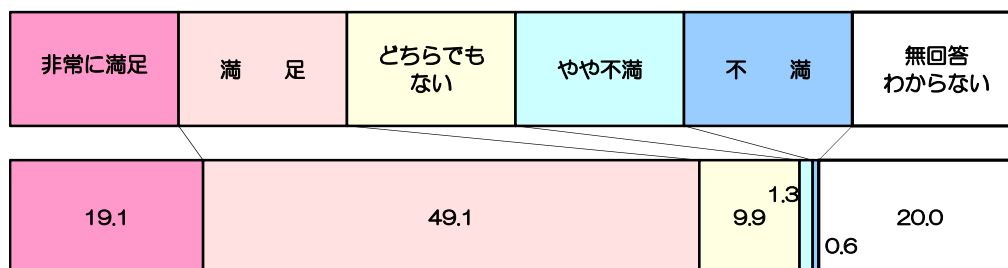 非常に満足
満　　足
どちらでも
ない
やや不満
不　　満
無回答
わからない
19.1
49.1
9.9
1.3
0.6
20.0